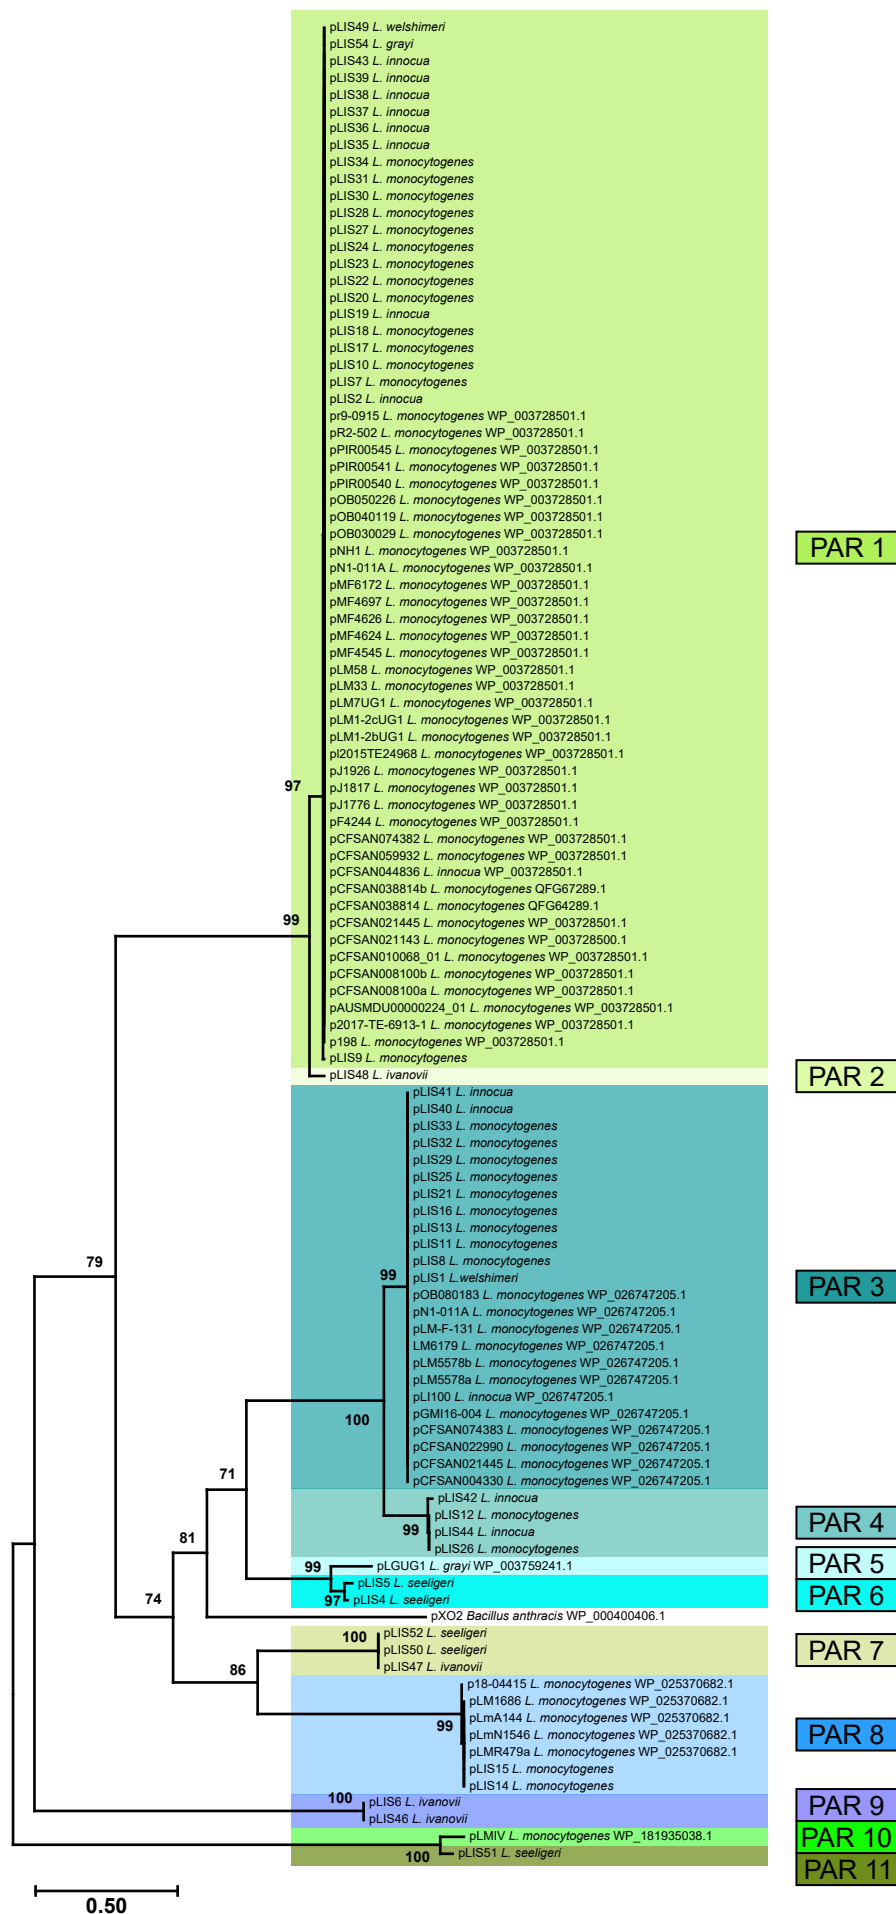 pLIS49 L. welshimeri
pLIS54 L. grayi
pLIS43 L. innocua
pLIS39 L. innocua
pLIS38 L. innocua
pLIS37 L. innocua
pLIS36 L. innocua
pLIS35 L. innocua
pLIS34 L. monocytogenes
pLIS31 L. monocytogenes
pLIS30 L. monocytogenes
pLIS28 L. monocytogenes
pLIS27 L. monocytogenes
pLIS24 L. monocytogenes
pLIS23 L. monocytogenes
pLIS22 L. monocytogenes
pLIS20 L. monocytogenes
pLIS19 L. innocua
pLIS18 L. monocytogenes
pLIS17 L. monocytogenes
pLIS10 L. monocytogenes
pLIS7 L. monocytogenes
pLIS2 L. innocua
pr9-0915 L. monocytogenes WP_003728501.1
pR2-502 L. monocytogenes WP_003728501.1
pPIR00545 L. monocytogenes WP_003728501.1
pPIR00541 L. monocytogenes WP_003728501.1
pPIR00540 L. monocytogenes WP_003728501.1
pOB050226 L. monocytogenes WP_003728501.1
pOB040119 L. monocytogenes WP_003728501.1
pOB030029 L. monocytogenes WP_003728501.1
pNH1 L. monocytogenes WP_003728501.1
PAR 1
pN1-011A L. monocytogenes WP_003728501.1
pMF6172 L. monocytogenes WP_003728501.1
pMF4697 L. monocytogenes WP_003728501.1
pMF4626 L. monocytogenes WP_003728501.1
pMF4624 L. monocytogenes WP_003728501.1
pMF4545 L. monocytogenes WP_003728501.1
pLM58 L. monocytogenes WP_003728501.1
pLM33 L. monocytogenes WP_003728501.1
pLM7UG1 L. monocytogenes WP_003728501.1
pLM1-2cUG1 L. monocytogenes WP_003728501.1
pLM1-2bUG1 L. monocytogenes WP_003728501.1
pI2015TE24968 L. monocytogenes WP_003728501.1
pJ1926 L. monocytogenes WP_003728501.1
97
pJ1817 L. monocytogenes WP_003728501.1
pJ1776 L. monocytogenes WP_003728501.1
pF4244 L. monocytogenes WP_003728501.1
pCFSAN074382 L. monocytogenes WP_003728501.1
pCFSAN059932 L. monocytogenes WP_003728501.1
pCFSAN044836 L. innocua WP_003728501.1
pCFSAN038814b L. monocytogenes QFG67289.1
pCFSAN038814 L. monocytogenes QFG64289.1
99
pCFSAN021445 L. monocytogenes WP_003728501.1
pCFSAN021143 L. monocytogenes WP_003728500.1
pCFSAN010068_01 L. monocytogenes WP_003728501.1
pCFSAN008100b L. monocytogenes WP_003728501.1
pCFSAN008100a L. monocytogenes WP_003728501.1
pAUSMDU00000224_01 L. monocytogenes WP_003728501.1
p2017-TE-6913-1 L. monocytogenes WP_003728501.1
p198 L. monocytogenes WP_003728501.1
pLIS9 L. monocytogenes
pLIS48 L. ivanovii
PAR 2
pLIS41 L. innocua
pLIS40 L. innocua
pLIS33 L. monocytogenes
pLIS32 L. monocytogenes
pLIS29 L. monocytogenes
pLIS25 L. monocytogenes
pLIS21 L. monocytogenes
pLIS16 L. monocytogenes
pLIS13 L. monocytogenes
pLIS11 L. monocytogenes
pLIS8 L. monocytogenes
79
99
pLIS1 L.welshimeri
PAR 3
pOB080183 L. monocytogenes WP_026747205.1
pN1-011A L. monocytogenes WP_026747205.1
pLM-F-131 L. monocytogenes WP_026747205.1
LM6179 L. monocytogenes WP_026747205.1
pLM5578b L. monocytogenes WP_026747205.1
pLM5578a L. monocytogenes WP_026747205.1
pLI100 L. innocua WP_026747205.1
pGMI16-004 L. monocytogenes WP_026747205.1
100
pCFSAN074383 L. monocytogenes WP_026747205.1
pCFSAN022990 L. monocytogenes WP_026747205.1
pCFSAN021445 L. monocytogenes WP_026747205.1
71
pCFSAN004330 L. monocytogenes WP_026747205.1
pLIS42 L. innocua
pLIS12 L. monocytogenes
PAR 4
99
pLIS44 L. innocua
81
pLIS26 L. monocytogenes
99
pLGUG1 L. grayi WP_003759241.1
PAR 5
pLIS5 L. seeligeri
PAR 6
74
97
pLIS4 L. seeligeri
pXO2 Bacillus anthracis WP_000400406.1
100
pLIS52 L. seeligeri
pLIS50 L. seeligeri
PAR 7
86
pLIS47 L. ivanovii
p18-04415 L. monocytogenes WP_025370682.1
pLM1686 L. monocytogenes WP_025370682.1
pLmA144 L. monocytogenes WP_025370682.1
99
pLmN1546 L. monocytogenes WP_025370682.1
PAR 8
pLMR479a L. monocytogenes WP_025370682.1
pLIS15 L. monocytogenes
pLIS14 L. monocytogenes
100
pLIS6 L. ivanovii
PAR 9
pLIS46 L. ivanovii
pLMIV L. monocytogenes WP_181935038.1
PAR 10
100
pLIS51 L. seeligeri
PAR 11
0.50